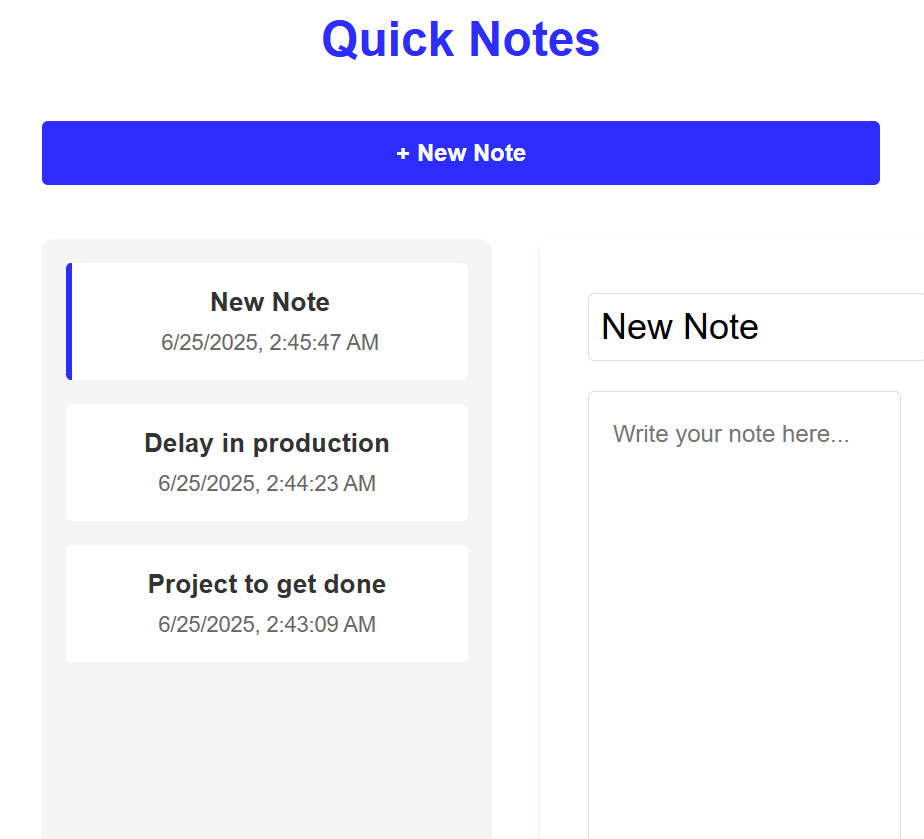 Quick Notes
+ New Note
New Note
6/25/2025, 2:45:47 AM
Delay in production
6/25/2025, 2:44:23 AM
Project to get done
6/25/2025, 2:43:09 AM
New Note
Write your note here...